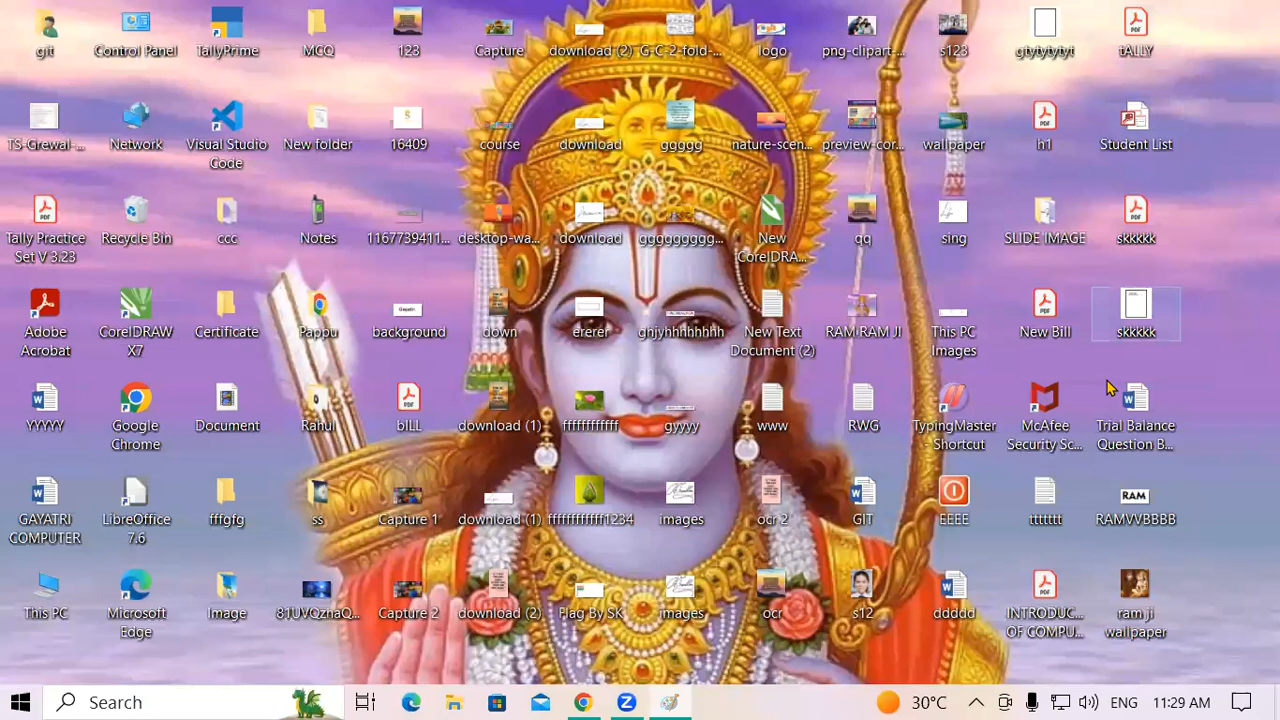 git
Control Panel
TallyPrime
MCQ
123
Capture
download (2)
G-C-2-fold-...
logo
png-clipart-...
s123
gtytytytyt
tALLY
TS Grewal -...
Network
Visual Studio
Code
New folder
16409
course
download
ggggg
nature-scen...
preview-cor...
wallpaper
h1
Student List
Tally Practice
Set V 3.23
Recycle Bin
ccc
Notes
1167739411...
desktop-wa...
download
ggggggggg...
New
CorelDRA...
qq
sing
SLIDE IMAGE
skkkkk
Adobe
Acrobat
CorelDRAW
X7
Certificate
Pappu
background
down
ererer
ghjyhhhhhhh
New Text
Document (2)
RAM RAM JI
This PC
Images
New Bill
skkkkk
YYYYY
Google
Chrome
Document
Rahul
bILL
download (1)
ffffffffffff
gyyyy
www
RWG
TypingMaster
- Shortcut
McAfee
Security Sc...
Trial Balance
Question B...
GAYATRI
COMPUTER
LibreOffice
7.6
fffgfg
ss
Capture 1
download (1)
ffffffffffff1234
images
ocr 2
GIT
EEEE
ttttttt
RAM
RAMVVBBBB
This PC
Microsoft
Edge
Image
81UVQznaQ...
Capture 2
download (2)
Flag By SK
images
ocr
s12
ddddd
INTRODUC...
OF COMPU...
ram ji
wallpaper
Search
30°C
ENG
11:29 AM